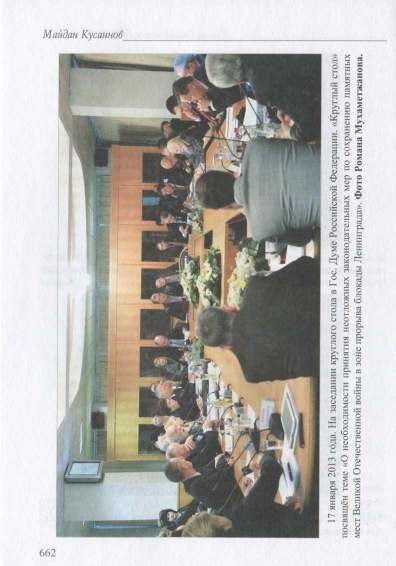 Майдан Кусаинов
17 января 2013 года. На заседании круглого стола в Гос. Думе Российской Федерации. «Круглый стол»
посвящён теме «О необходимости принятия неотложных законодательных мер по сохранению памятных
мест Великой Отечественной войны в зоне прорыва блокады Ленинграда». Фото Романа Мухаметжанова.
662